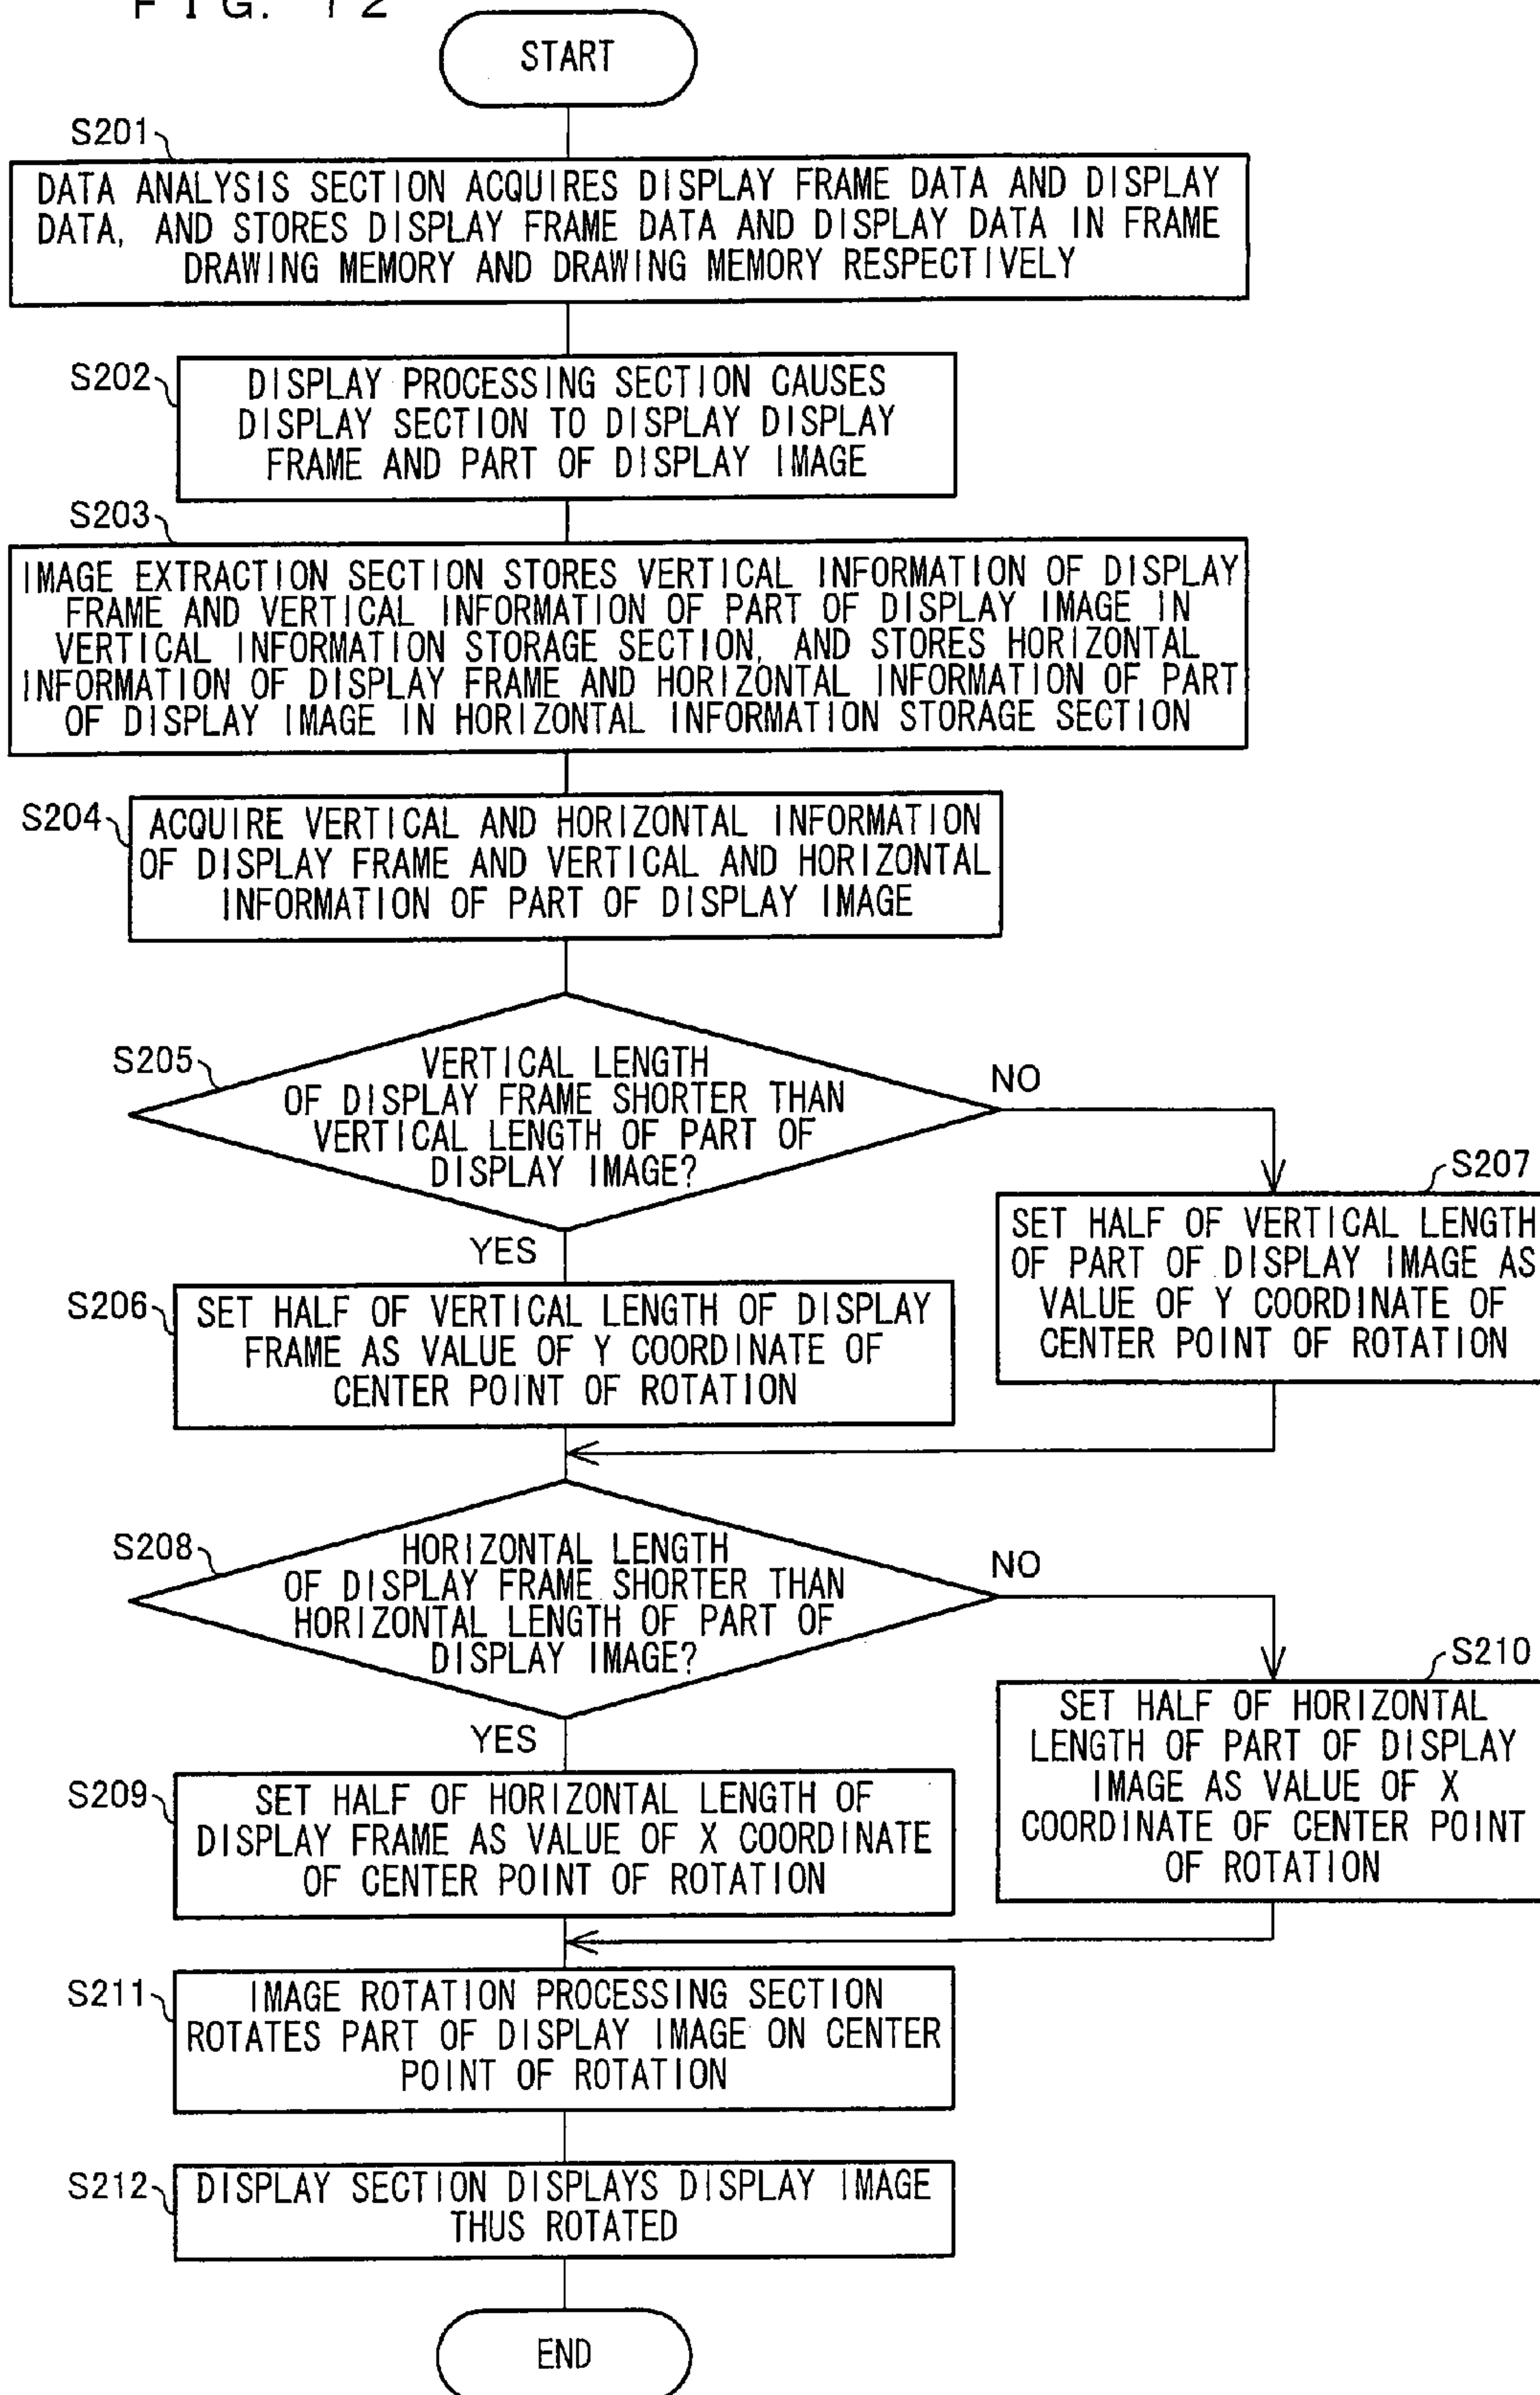 FIG. 12
START
S201
DATA ANALYSIS SECTION ACQUIRES DISPLAY FRAME DATA AND DISPLAY
DATA, AND STORES DISPLAY FRAME DATA AND DISPLAY DATA IN FRAME
DRAWING MEMORY AND DRAWING MEMORY RESPECTIVELY
S202
DISPLAY PROCESSING SECTION CAUSES
DISPLAY SECTION TO DISPLAY DISPLAY
FRAME AND PART OF DISPLAY IMAGE
S203
IMAGE EXTRACTION SECTION STORES VERTICAL INFORMATION OF DISPLAY
FRAME AND VERTICAL INFORMATION OF PART OF DISPLAY IMAGE IN
VERTICAL INFORMATION STORAGE SECTION, AND STORES HORIZONTAL
INFORMATION OF DISPLAY FRAME AND HORIZONTAL INFORMATION OF PART
OF DISPLAY IMAGE IN HORIZONTAL INFORMATION STORAGE SECTION
S204
ACQUIRE VERTICAL AND HORIZONTAL INFORMATION
OF DISPLAY FRAME AND VERTICAL AND HORIZONTAL
INFORMATION OF PART OF DISPLAY IMAGE
S205
VERTICAL LENGTH
OF DISPLAY FRAME SHORTER THAN
VERTICAL LENGTH OF PART OF
DISPLAY IMAGE?
NO
YES
S207
SET HALF OF VERTICAL LENGTH
OF PART OF DISPLAY IMAGE AS
VALUE OF Y COORDINATE OF
CENTER POINT OF ROTATION
S206
SET HALF OF VERTICAL LENGTH OF DISPLAY
FRAME AS VALUE OF Y COORDINATE OF
CENTER POINT OF ROTATION
S208
HORIZONTAL LENGTH
OF DISPLAY FRAME SHORTER THAN
HORIZONTAL LENGTH OF PART OF
DISPLAY IMAGE?
NO
YES
S210
SET HALF OF HORIZONTAL
LENGTH OF PART OF DISPLAY
IMAGE AS VALUE OF X
COORDINATE OF CENTER POINT
OF ROTATION
S209
SET HALF OF HORIZONTAL LENGTH OF
DISPLAY FRAME AS VALUE OF X COORDINATE
OF CENTER POINT OF ROTATION
S211
IMAGE ROTATION PROCESSING SECTION
ROTATES PART OF DISPLAY IMAGE ON CENTER
POINT OF ROTATION
S212
DISPLAY SECTION DISPLAYS DISPLAY IMAGE
THUS ROTATED
END